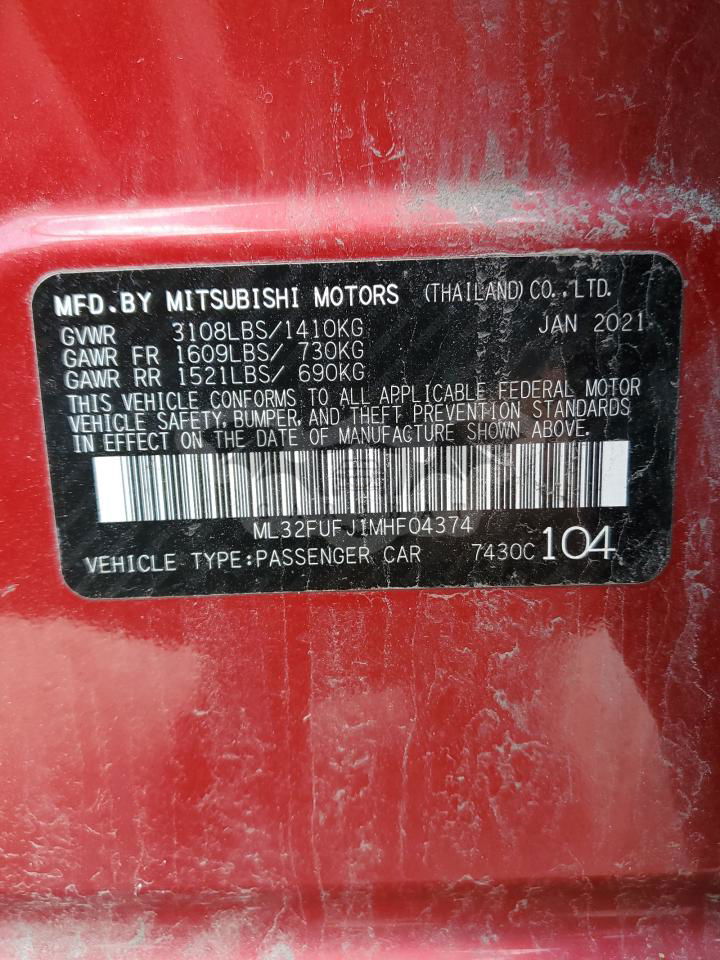 MFD.BY MITSUBISHI MOTORS (THAILAND)CO.,LTD.
GVWR 3108LBS/1410KG JAN 2021
GAWR FR 1609LBS/ 730KG
GAWR RR 1521LBS/ 690KG
THIS VEHICLE CONFORMS TO ALL APPLICABLE FEDERAL MOTOR
VEHICLE SAFETY,BUMPER,AND THEFT PREVENTION STANDARDS
IN EFFECT ON THE DATE OF MANUFACTURE SHOWN ABOVE.
ML32FUFJ1MHF04374
VEHICLE TYPE:PASSENGER CAR 7430C 104